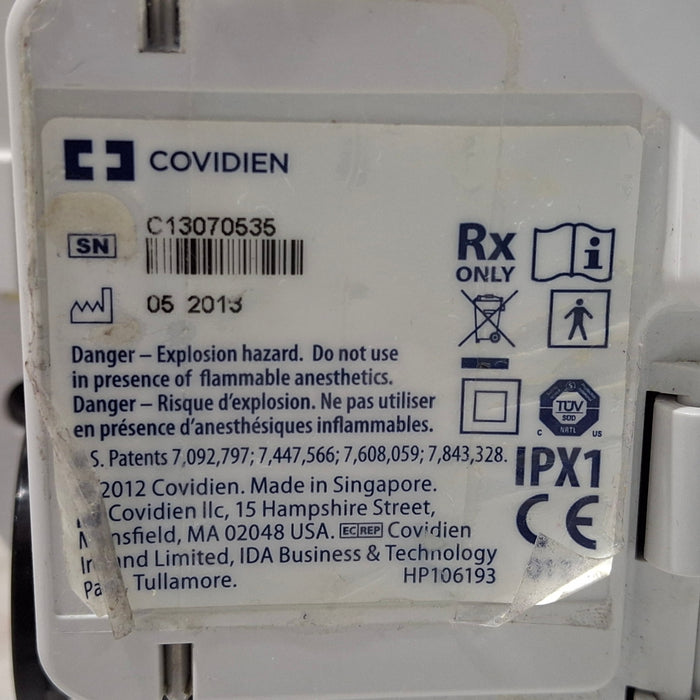 COVIDIEN
SN
C13070535
05 2013
Rx
ONLY
i
Danger – Explosion hazard. Do not use
in presence of flammable anesthetics.
Danger – Risque d'explosion. Ne pas utiliser
en présence d'anesthésiques inflammables.
TÜV
SÜD
NRTL
C US
S. Patents 7,092,797; 7,447,566; 7,608,059; 7,843,328.
IPX1
2012 Covidien. Made in Singapore.
Covidien llc, 15 Hampshire Street,
MA 02048 USA. EC REP Covidien
Limited, IDA Business & Technology
Tullamore.
HP106193
CE